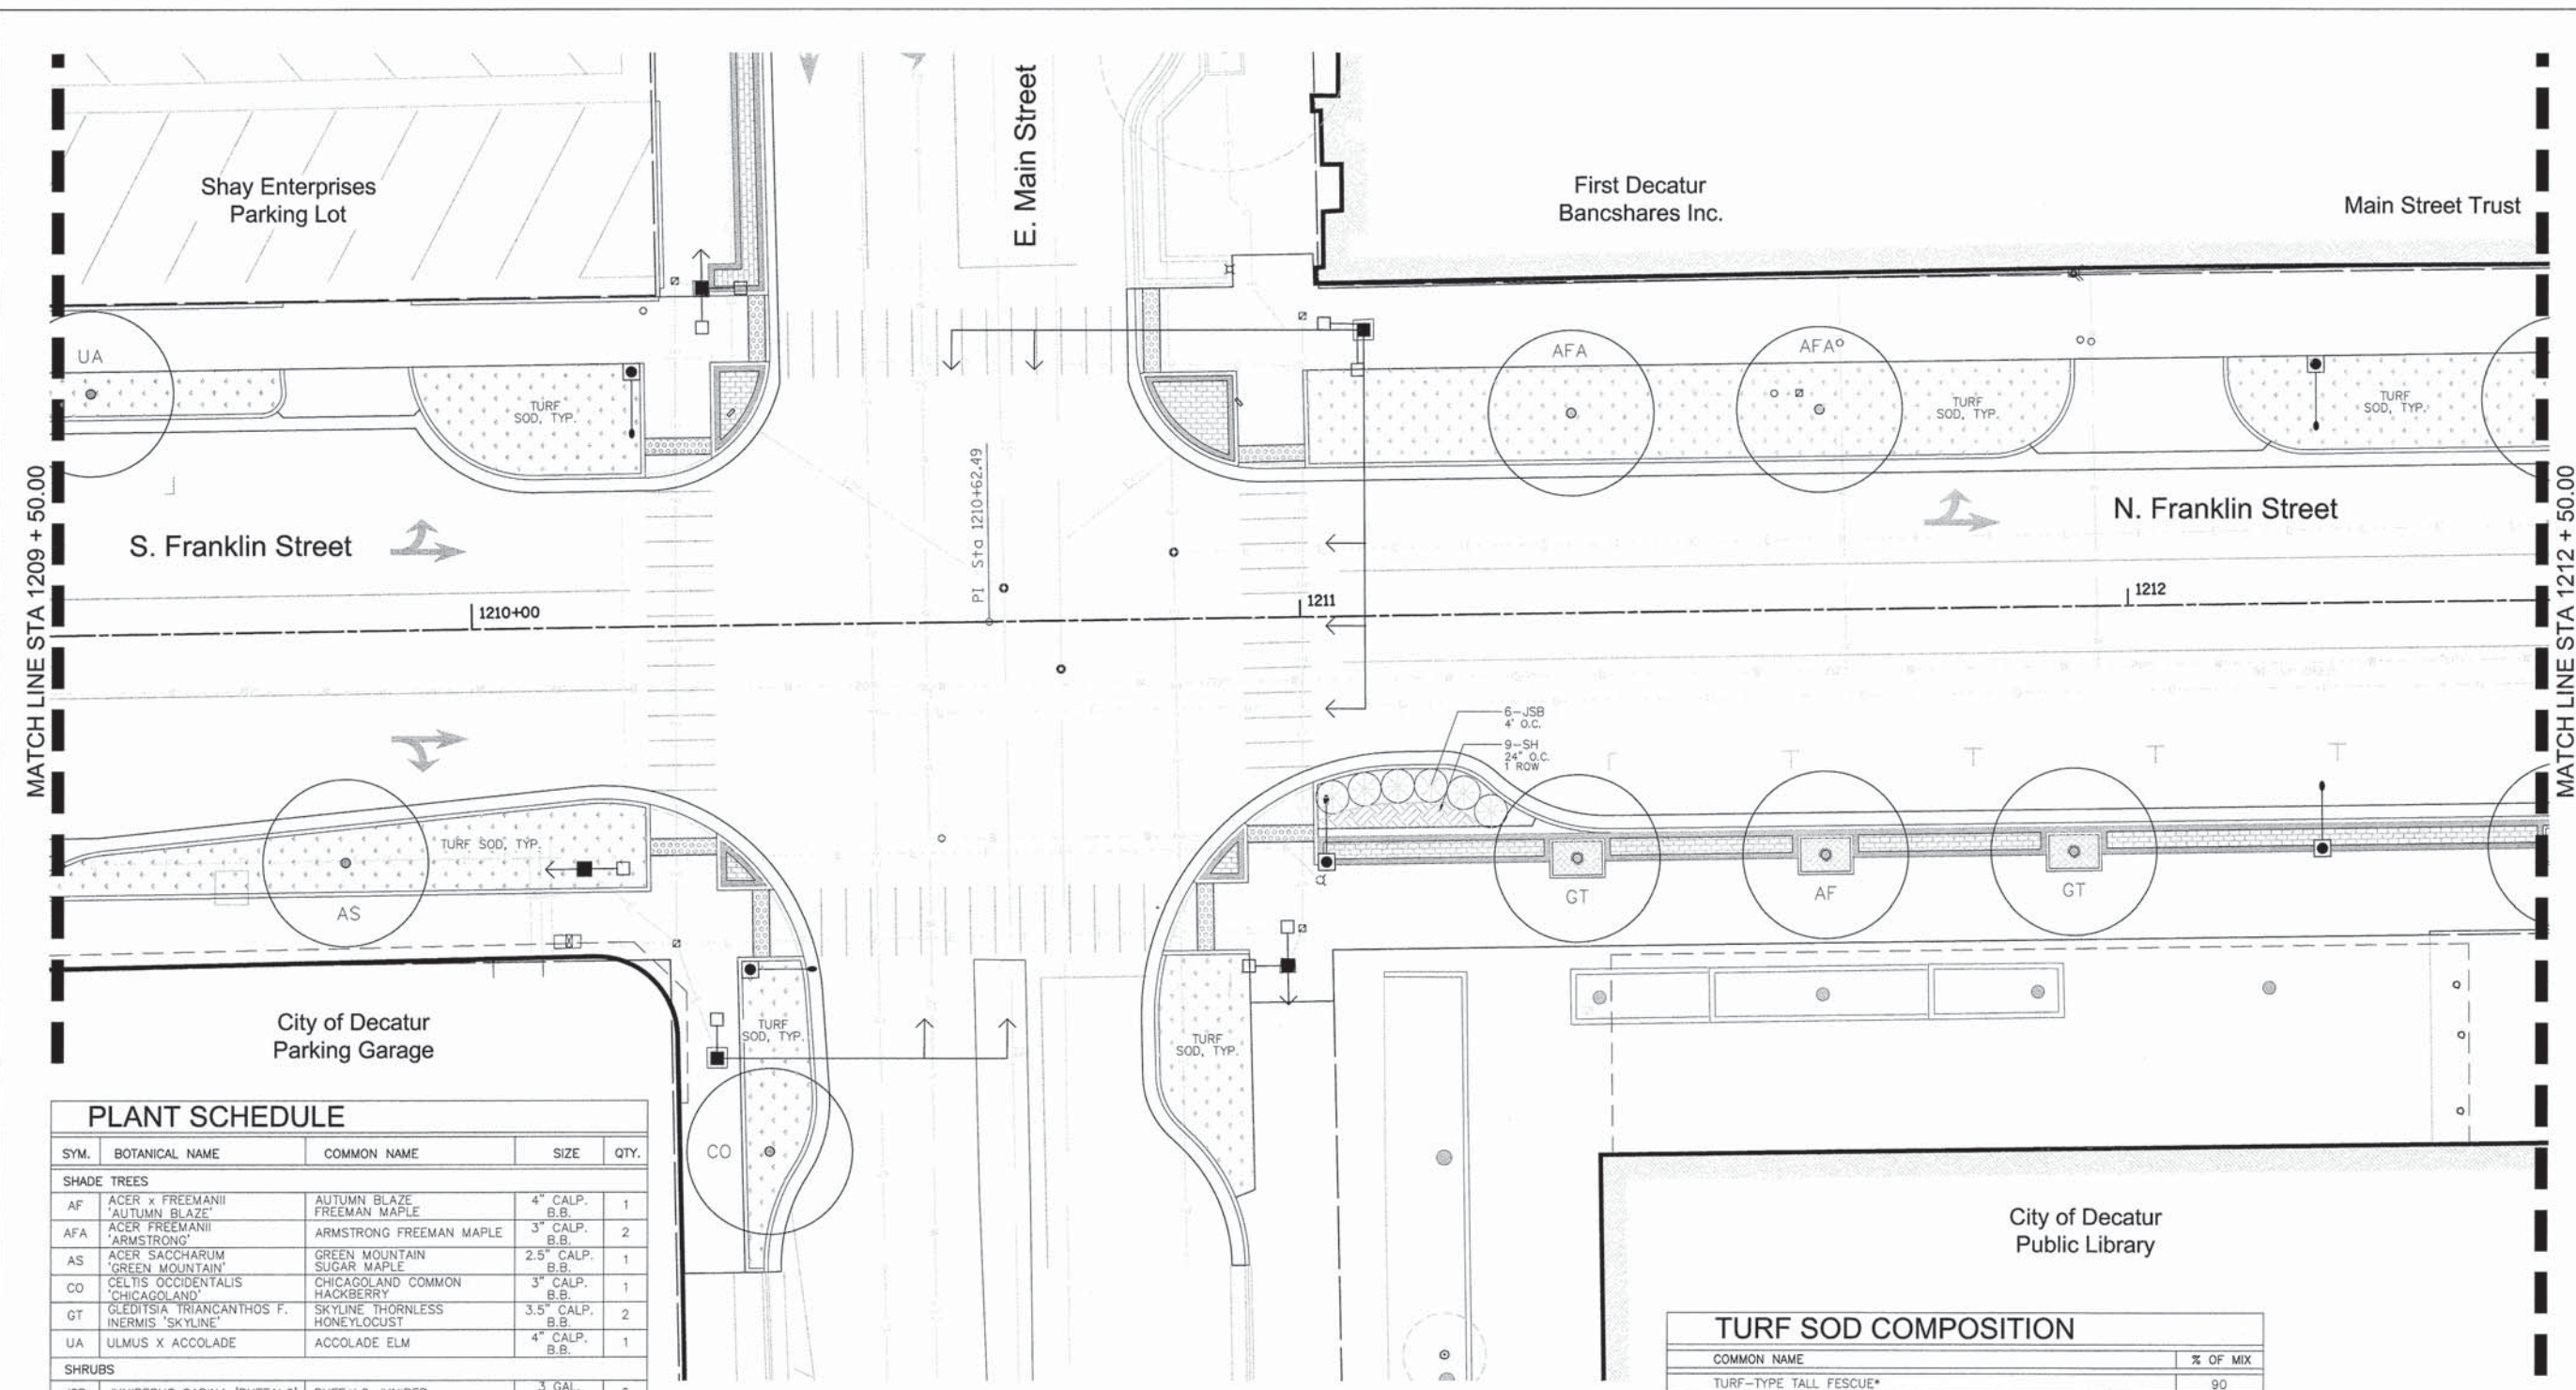 E. Main Street
Shay Enterprises
Parking Lot
First Decatur
Bancshares Inc.
Main Street Trust
UA
AFA
AFA
TURF
SOD, TYP.
TURF
SOD, TYP.
TURF
SOD, TYP.
MATCH LINE STA 1209 + 50.00
MATCH LINE STA 1212 + 50.00
PI Sta 1210+62.49
S. Franklin Street
N. Franklin Street
1210+00
1211
1212
6-JSB
4' O.C.
9-SH
24" O.C.
1 ROW
TURF SOD, TYP.
AS
GT
AF
GT
City of Decatur
Parking Garage
TURF
SOD, TYP.
TURF
SOD, TYP.
CO
City of Decatur
Public Library
PLANT SCHEDULE
SYM. BOTANICAL NAME COMMON NAME SIZE QTY.
SHADE TREES
AF ACER x FREEMANII 'AUTUMN BLAZE' AUTUMN BLAZE FREEMAN MAPLE 4" CALP. B.B. 1
AFA ACER FREEMANII 'ARMSTRONG' ARMSTRONG FREEMAN MAPLE 3" CALP. B.B. 2
AS ACER SACCHARUM 'GREEN MOUNTAIN' GREEN MOUNTAIN SUGAR MAPLE 2.5" CALP. B.B. 1
CO CELTIS OCCIDENTALIS 'CHICAGOLAND' CHICAGOLAND COMMON HACKBERRY 3" CALP. B.B. 1
GT GLEDITSIA TRIANCANTHOS F. INERMIS 'SKYLINE' SKYLINE THORNLESS HONEYLOCUST 3.5" CALP. B.B. 2
UA ULMUS X ACCOLADE ACCOLADE ELM 4" CALP. B.B. 1
SHRUBS
3 GAL.
TURF SOD COMPOSITION
COMMON NAME % OF MIX
TURF-TYPE TALL FESCUE* 90